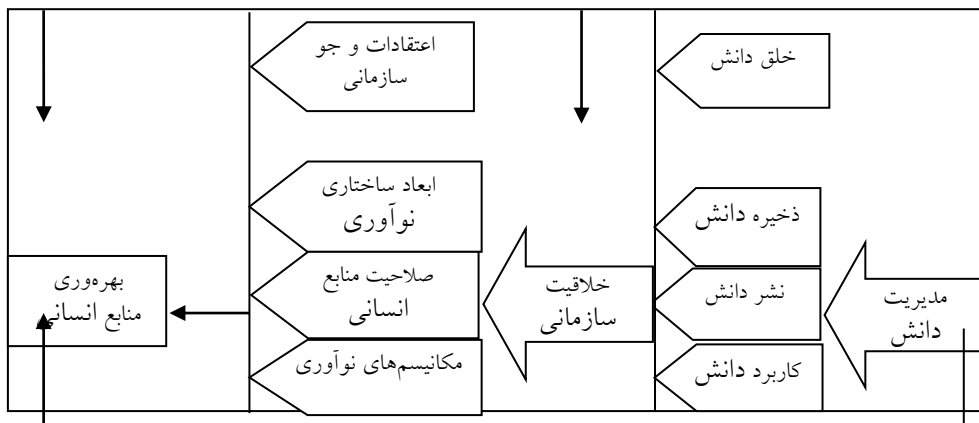 خلق دانش
ذخیره دانش
نشر دانش
کاربرد دانش
مدیریت
دانش
خلاقیت
سازمانی
اعتقادات و جو
سازمانی
ابعاد ساختاری
نوآوری
صلاحیت منابع
انسانی
مکانیسم‌های نوآوری
بهره‌وری
منابع انسانی